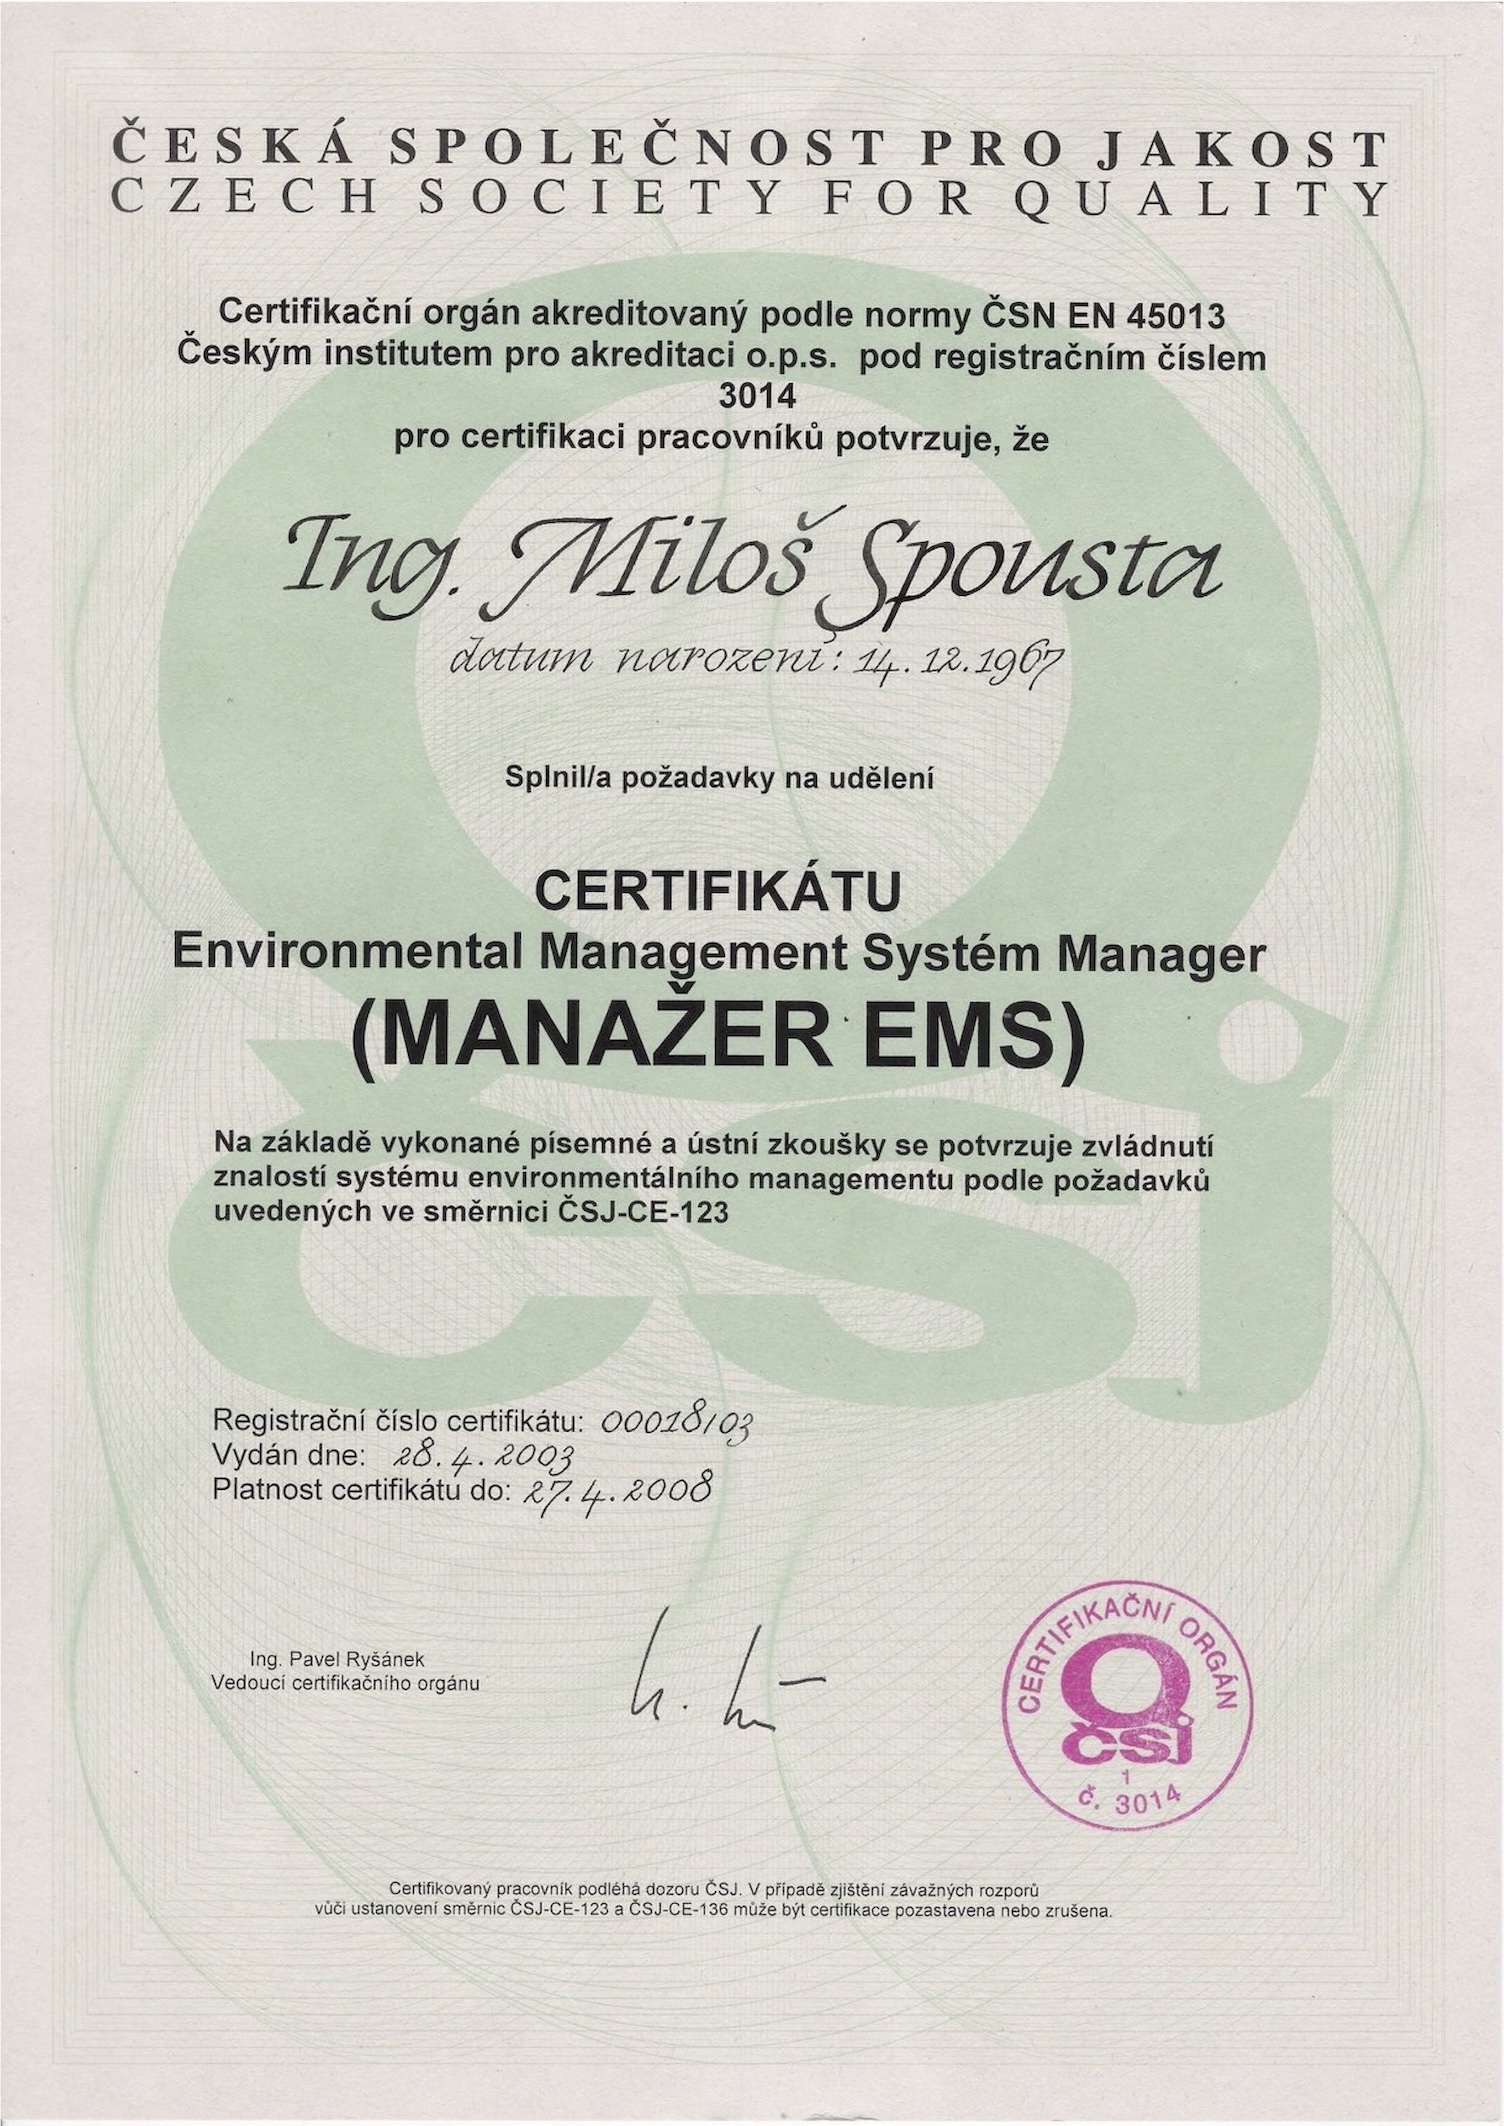 ČESKÁ SPOLEČNOST PRO JAKOST
CZECH SOCIETY FOR QUALITY
Certifikační orgán akreditovaný podle normy ČSN EN 45013
Českým institutem pro akreditaci o.p.s. pod registračním číslem
3014
pro certifikaci pracovníků potvrzuje, že
Ing. Miloš Spousta
datum narození: 14.12.1967
Splnil/a požadavky na udělení
CERTIFIKÁTU
Environmental Management Systém Manager
(MANAŽER EMS)
Na základě vykonané písemné a ústní zkoušky se potvrzuje zvládnutí
znalostí systému environmentálního managementu podle požadavků
uvedených ve směrnici ČSJ-CE-123
čsj
Registrační číslo certifikátu: 00018/03
Vydán dne: 28.4.2003
Platnost certifikátu do: 27.4.2008
Ing. Pavel Ryšánek
Vedoucí certifikačního orgánu
CERTIFIKAČNÍ ORGÁN
čsj
1
č. 3014
Certifikovaný pracovník podléhá dozoru ČSJ. V případě zjištění závažných rozporů
vůči ustanovení směrnic ČSJ-CE-123 a ČSJ-CE-136 může být certifikace pozastavena nebo zrušena.